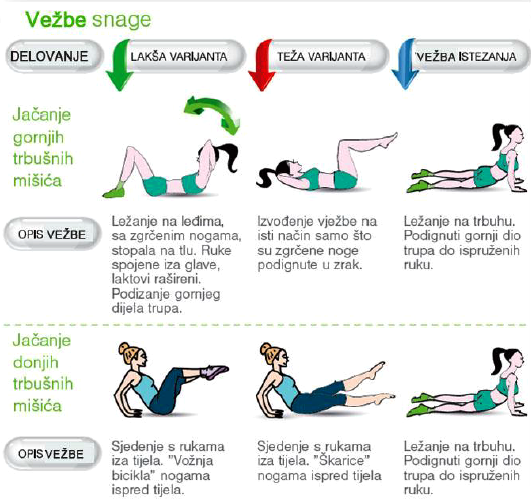 Vežbe snage
DELOVANJE
LAKŠA VARIJANTA
TEŽA VARIJANTA
VEŽBA ISTEZANJA
Jačanje
gornjih
trbušnih
mišića
OPIS VEŽBE
Ležanje na leđima,
sa zgrčenim nogama,
stopala na tlu. Ruke
spojene iza glave,
laktovi rašireni.
Podizanje gornjeg
dijela trupa.
Izvođenje vježbe na
isti način samo što
su zgrčene noge
podignute u zrak.
Ležanje na trbuhu.
Podignuti gornji dio
trupa do ispruženih
ruku.
Jačanje
donjih
trbušnih
mišića
OPIS VEŽBE
Sjedenje s rukama
iza tijela. "Vožnja
bicikla" nogama
ispred tijela.
Sjedenje s rukama
iza tijela. "Škarice"
nogama ispred tijela
Ležanje na trbuhu.
Podignuti gornji dio
trupa do ispruženih
ruku.